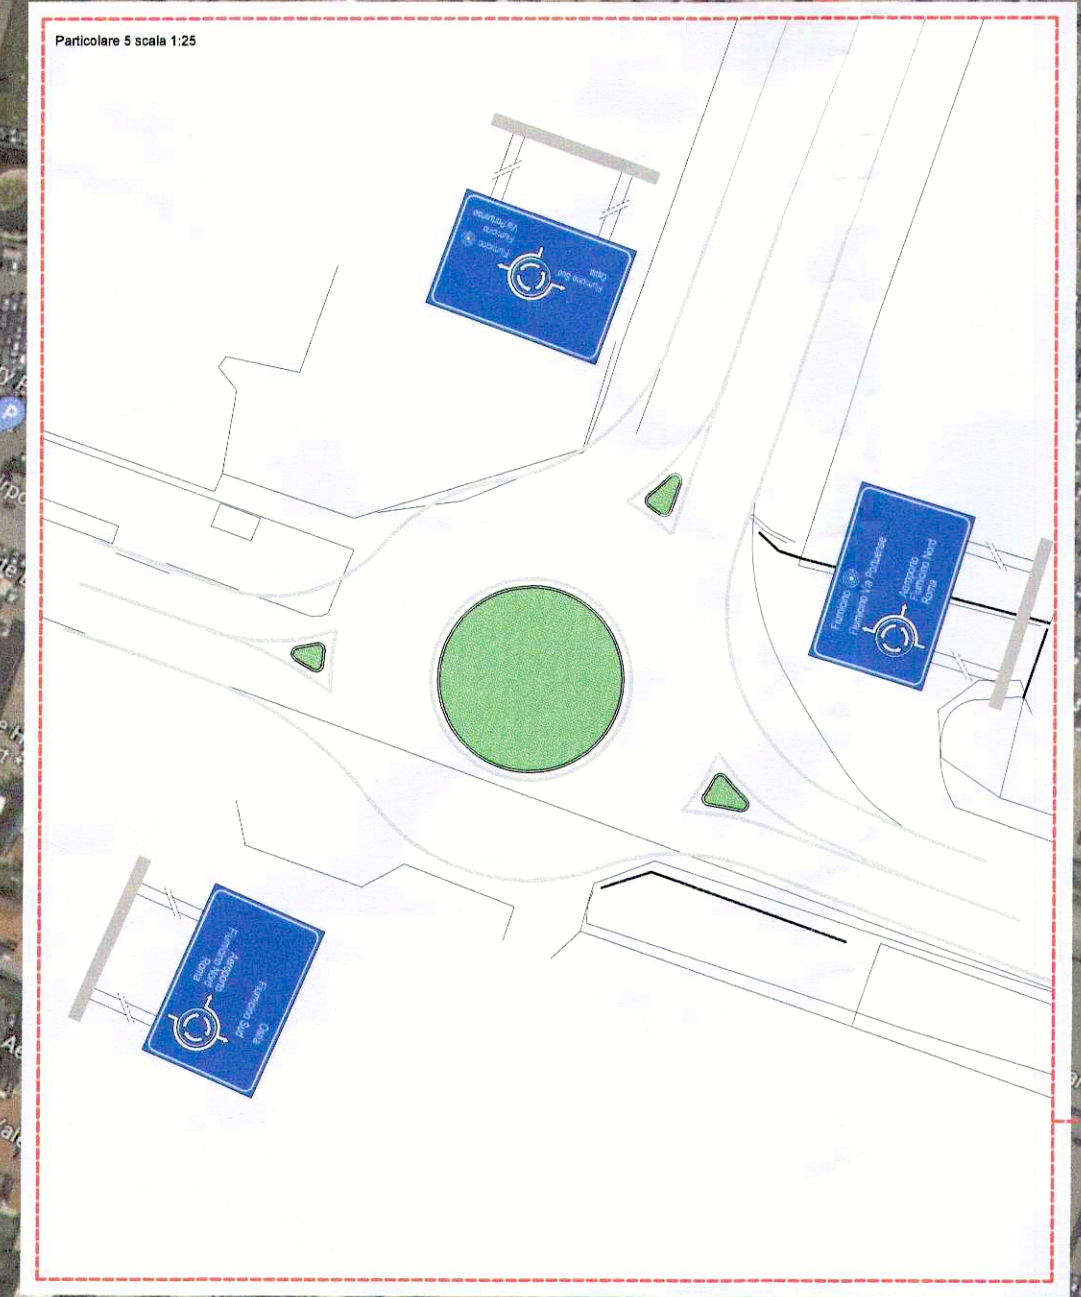 Particolare 5 scala 1:25
Fiumicino
Via Portuense
Fiumicino
Fiumicino Sud
Ostia
Fiumicino
Fiumicino Via Portuense
Aeroporto
Fiumicino Nord
Roma
Aeroporto
Fiumicino Nord
Roma
Ostia
Fiumicino Sud
P